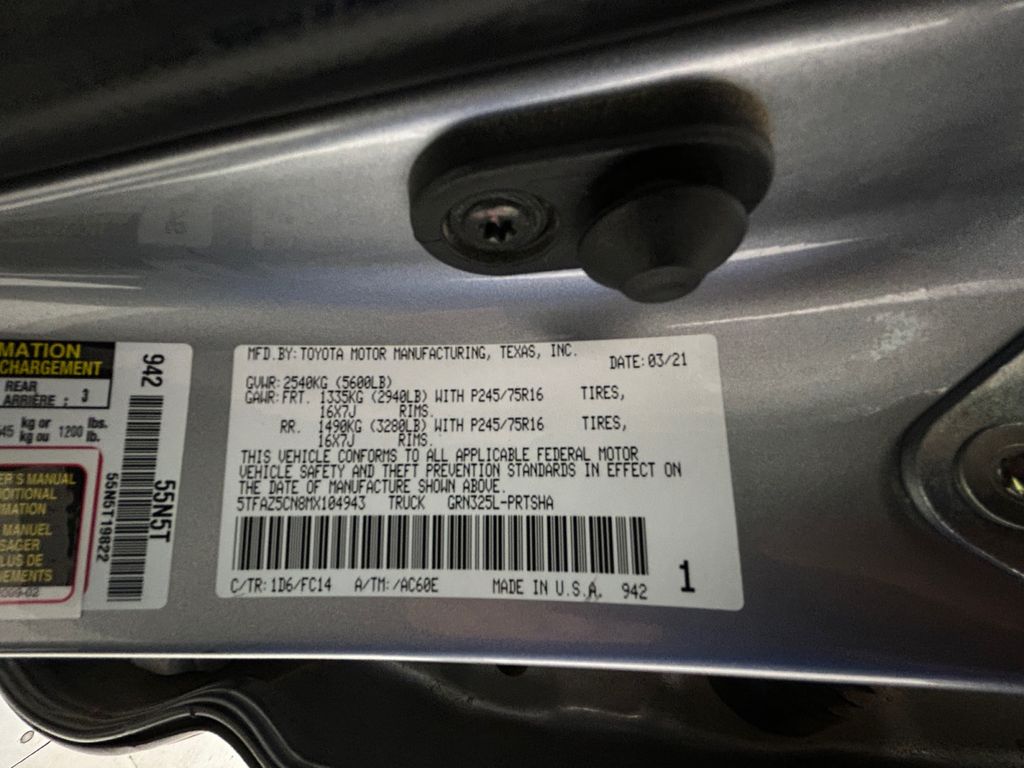 MATION
CHARGEMENT
REAR
ARRIÈRE : 3
kg or 1200 lbs.
kg ou lb.
MANUAL
MANUEL
942
55N5T
55N5T19822
MFD.BY: TOYOTA MOTOR MANUFACTURING, TEXAS, INC.
DATE: 03/21
GVWR: 2540KG (5600LB)
GAWR: FRT. 1335KG (2940LB) WITH P245/75R16 TIRES,
16X7J RIMS.
RR. 1490KG (3280LB) WITH P245/75R16 TIRES,
16X7J RIMS.
THIS VEHICLE CONFORMS TO ALL APPLICABLE FEDERAL MOTOR
VEHICLE SAFETY AND THEFT PREVENTION STANDARDS IN EFFECT ON
THE DATE OF MANUFACTURE SHOWN ABOVE.
5TFAZ5CN8MX104943 TRUCK GRN325L-PRTSHA
C/TR: 1D6/FC14 A/TM: /AC60E MADE IN U.S.A. 942 1